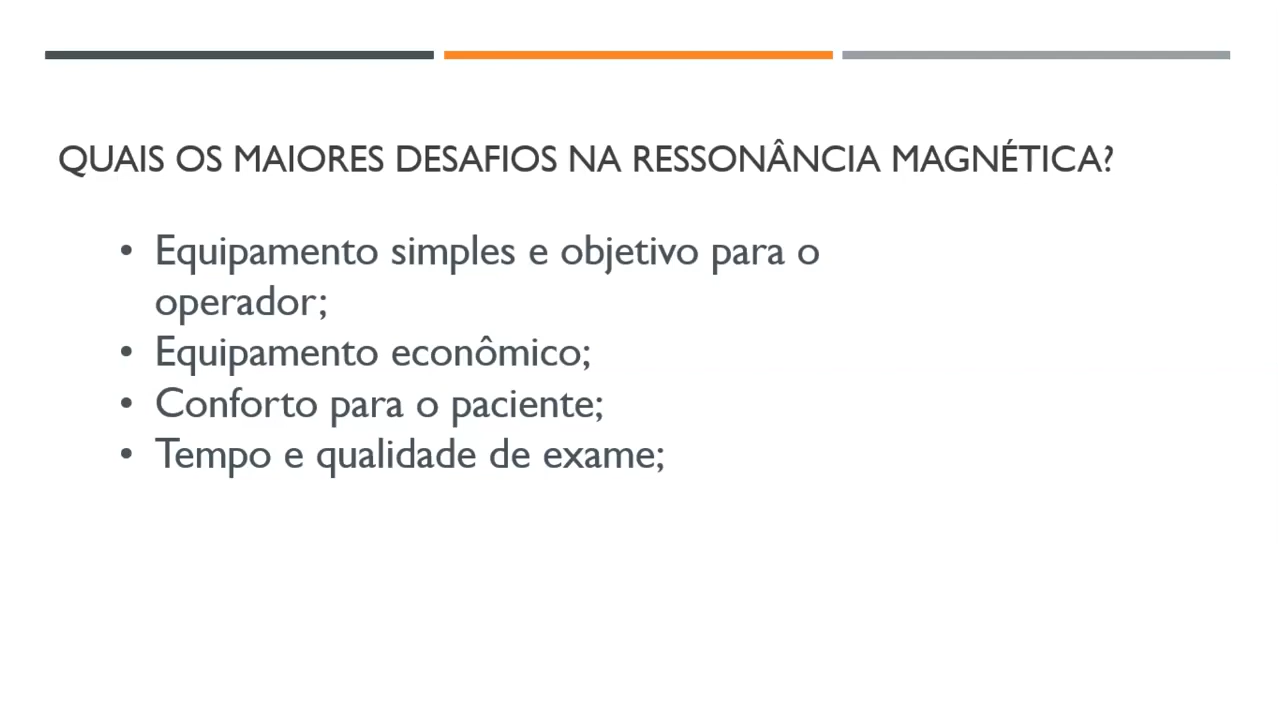 QUAIS OS MAIORES DESAFIOS NA RESSONÂNCIA MAGNÉTICA?
• Equipamento simples e objetivo para o
operador;
• Equipamento econômico;
• Conforto para o paciente;
• Tempo e qualidade de exame;